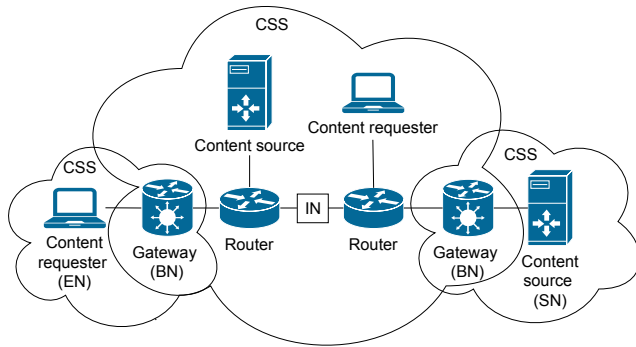 CSS
Content source
Content requester
CSS
CSS
IN
Content
requester
(EN)
Gateway
(BN)
Router
Router
Gateway
(BN)
Content
source
(SN)